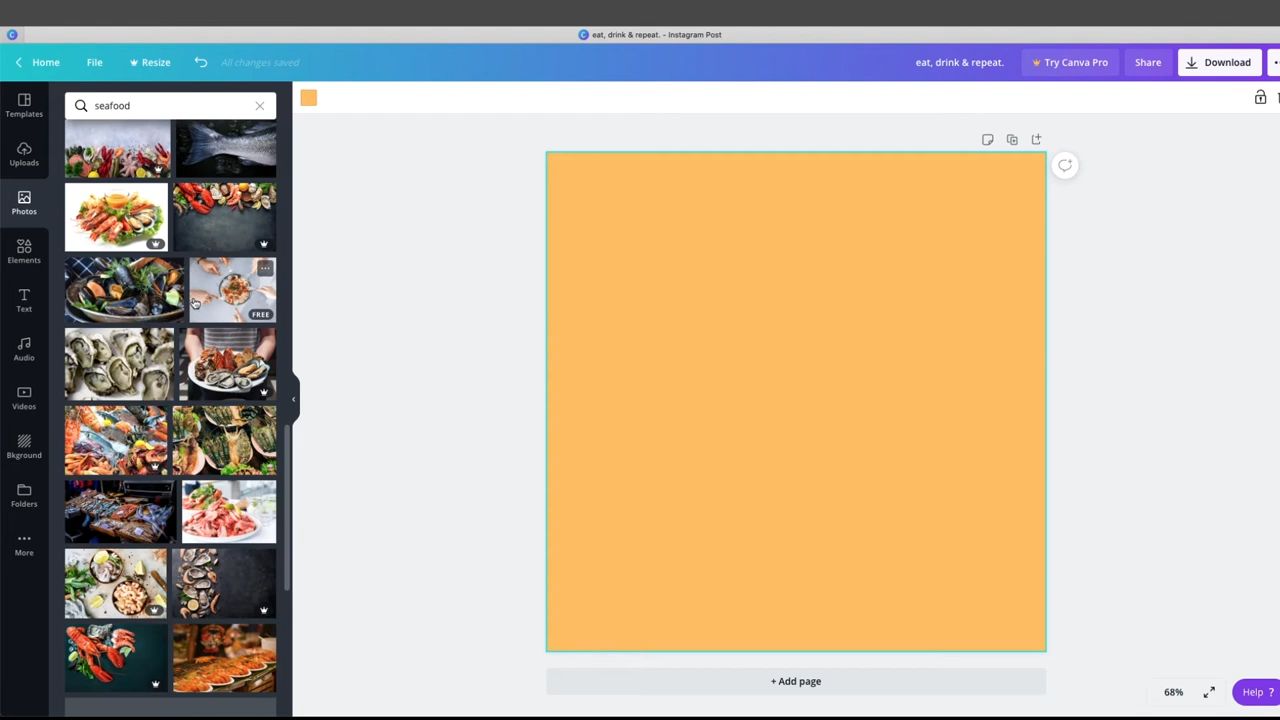 eat, drink & repeat. - Instagram Post
Home
File
Resize
All changes saved
eat, drink & repeat.
Try Canva Pro
Share
Download
Templates
Uploads
Photos
Elements
Text
Audio
Videos
Bkground
Folders
More
seafood
FREE
+ Add page
68%
Help ?